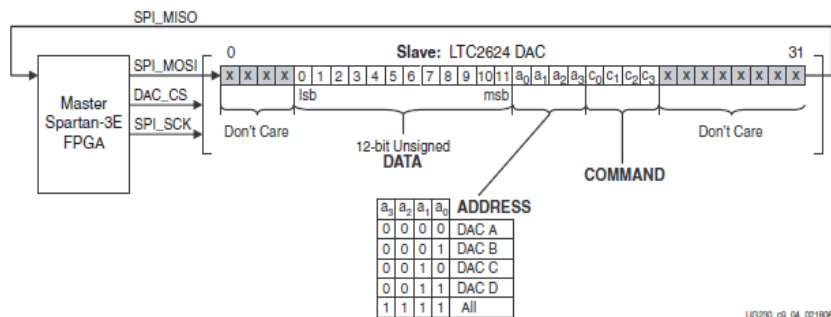 SPI_MISO
0 Slave: LTC2624 DAC 31
SPI_MOSI
X X X X 0 1 2 3 4 5 6 7 8 9 10 11 a0 a1 a2 a3 c0 c1 c2 c3 X X X X X X X X
lsb msb
Master
Spartan-3E
FPGA
DAC_CS
SPI_SCK
Don't Care
12-bit Unsigned
DATA
COMMAND
Don't Care
a3 a2 a1 a0 ADDRESS
0 0 0 0 DAC A
0 0 0 1 DAC B
0 0 1 0 DAC C
0 0 1 1 DAC D
1 1 1 1 All
UG230_c9_04_021806